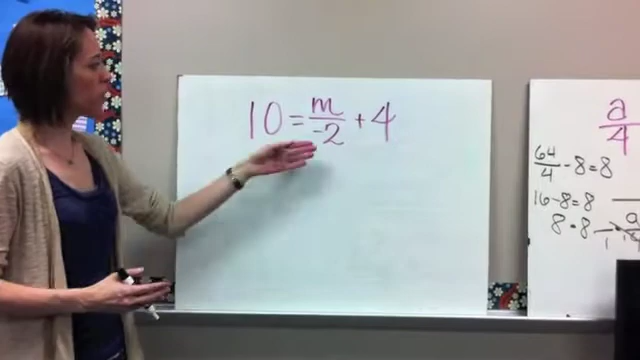 10 = m/-2 + 4
a/4
64/4 - 8 = 8
16 - 8 = 8
8 = 8